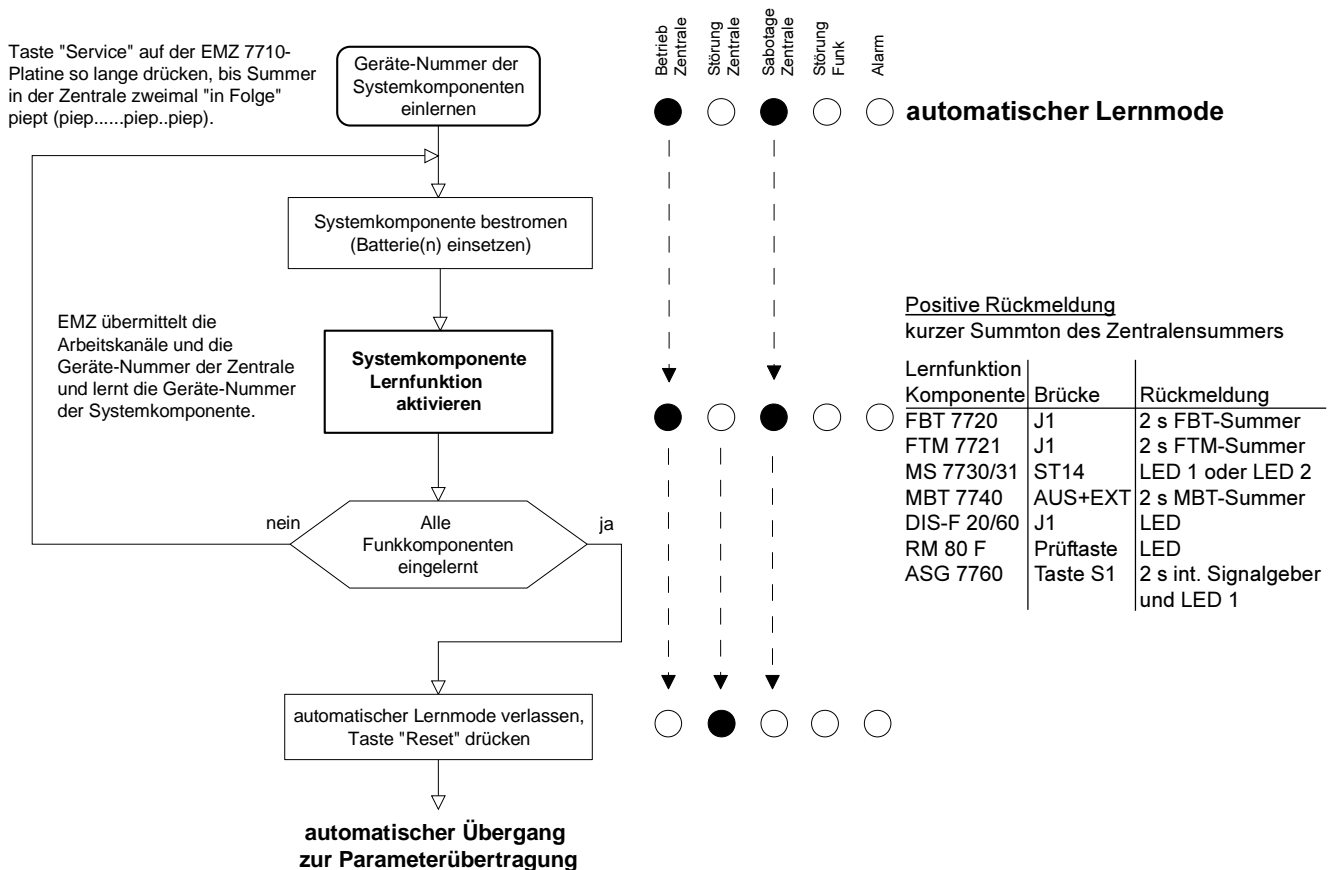 Taste "Service" auf der EMZ 7710-
Platine so lange drücken, bis Summer
in der Zentrale zweimal "in Folge"
piept (piep......piep..piep).
Geräte-Nummer der
Systemkomponenten
einlernen
Betrieb
Zentrale
Störung
Zentrale
Sabotage
Zentrale
Störung
Funk
Alarm
automatischer Lernmode
Systemkomponente bestromen
(Batterie(n) einsetzen)
EMZ übermittelt die
Arbeitskanäle und die
Geräte-Nummer der Zentrale
und lernt die Geräte-Nummer
der Systemkomponente.
Systemkomponente
Lernfunktion
aktivieren
Positive Rückmeldung
kurzer Summton des Zentralensummers
Lernfunktion
Komponente Brücke Rückmeldung
FBT 7720 J1 2 s FBT-Summer
FTM 7721 J1 2 s FTM-Summer
MS 7730/31 ST14 LED 1 oder LED 2
MBT 7740 AUS+EXT 2 s MBT-Summer
DIS-F 20/60 J1 LED
RM 80 F Prüftaste LED
ASG 7760 Taste S1 2 s int. Signalgeber
und LED 1
nein
Alle
Funkkomponenten
eingelernt
ja
automatischer Lernmode verlassen,
Taste "Reset" drücken
automatischer Übergang
zur Parameterübertragung